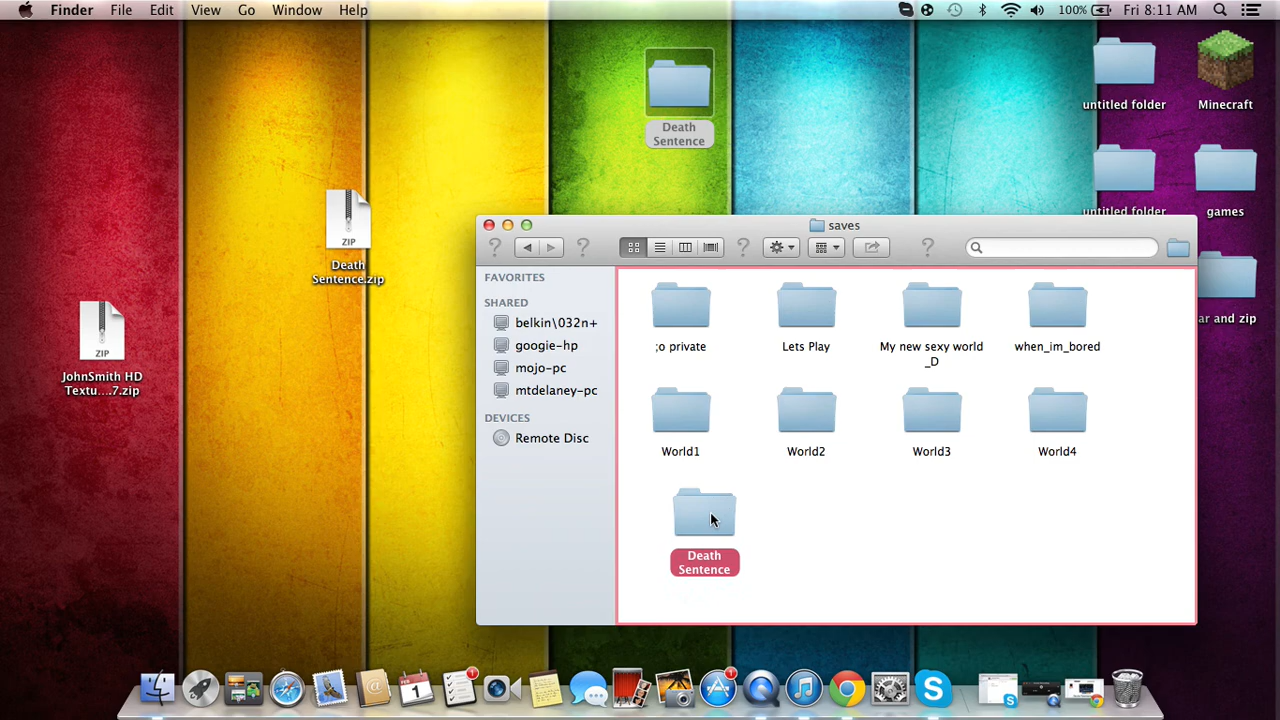 Finder File Edit View Go Window Help 100% Fri 8:11 AM
Death
Sentence
untitled folder
Minecraft
untitled folder
games
ar and zip
ZIP
Death
Sentence.zip
ZIP
JohnSmith HD
Textu....7.zip
saves
FAVORITES
SHARED
belkin\032n+
googie-hp
mojo-pc
mtdelaney-pc
DEVICES
Remote Disc
;o private
Lets Play
My new sexy world
_D
when_im_bored
World1
World2
World3
World4
Death
Sentence
1
1
1